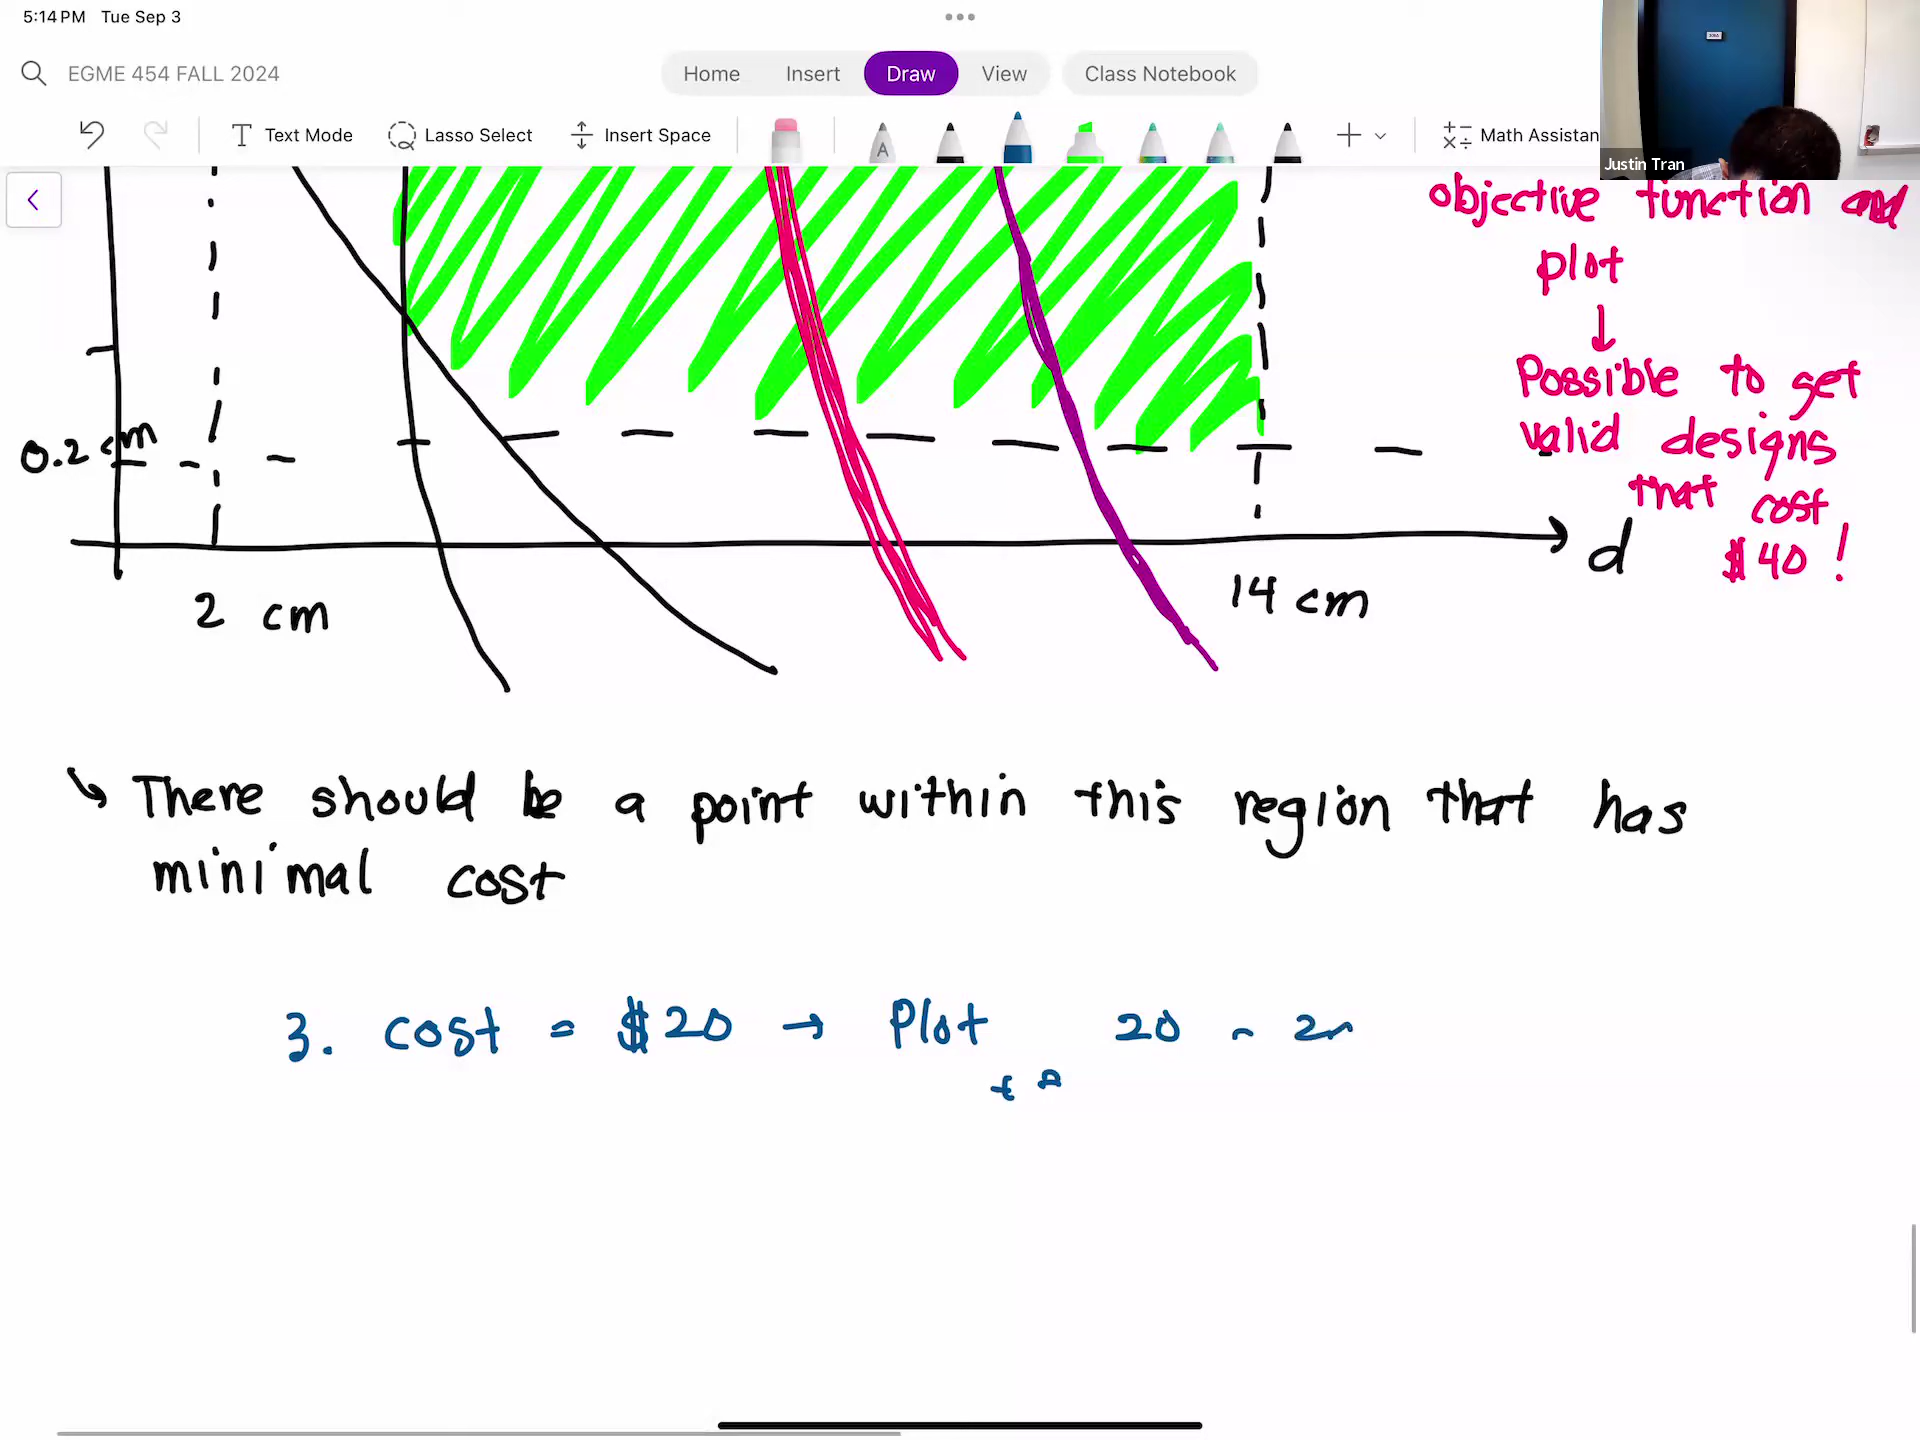 5:14 PM Tue Sep 3
EGME 454 FALL 2024
Home Insert Draw View Class Notebook
Text Mode Lasso Select Insert Space A Math Assistan
Justin Tran
objective function and
plot
↓
Possible to get
valid designs
that cost
$40!
0.2 cm
d
2 cm
14 cm
↳ There should be a point within this region that has
minimal cost
3. cost = $20 → Plot 20